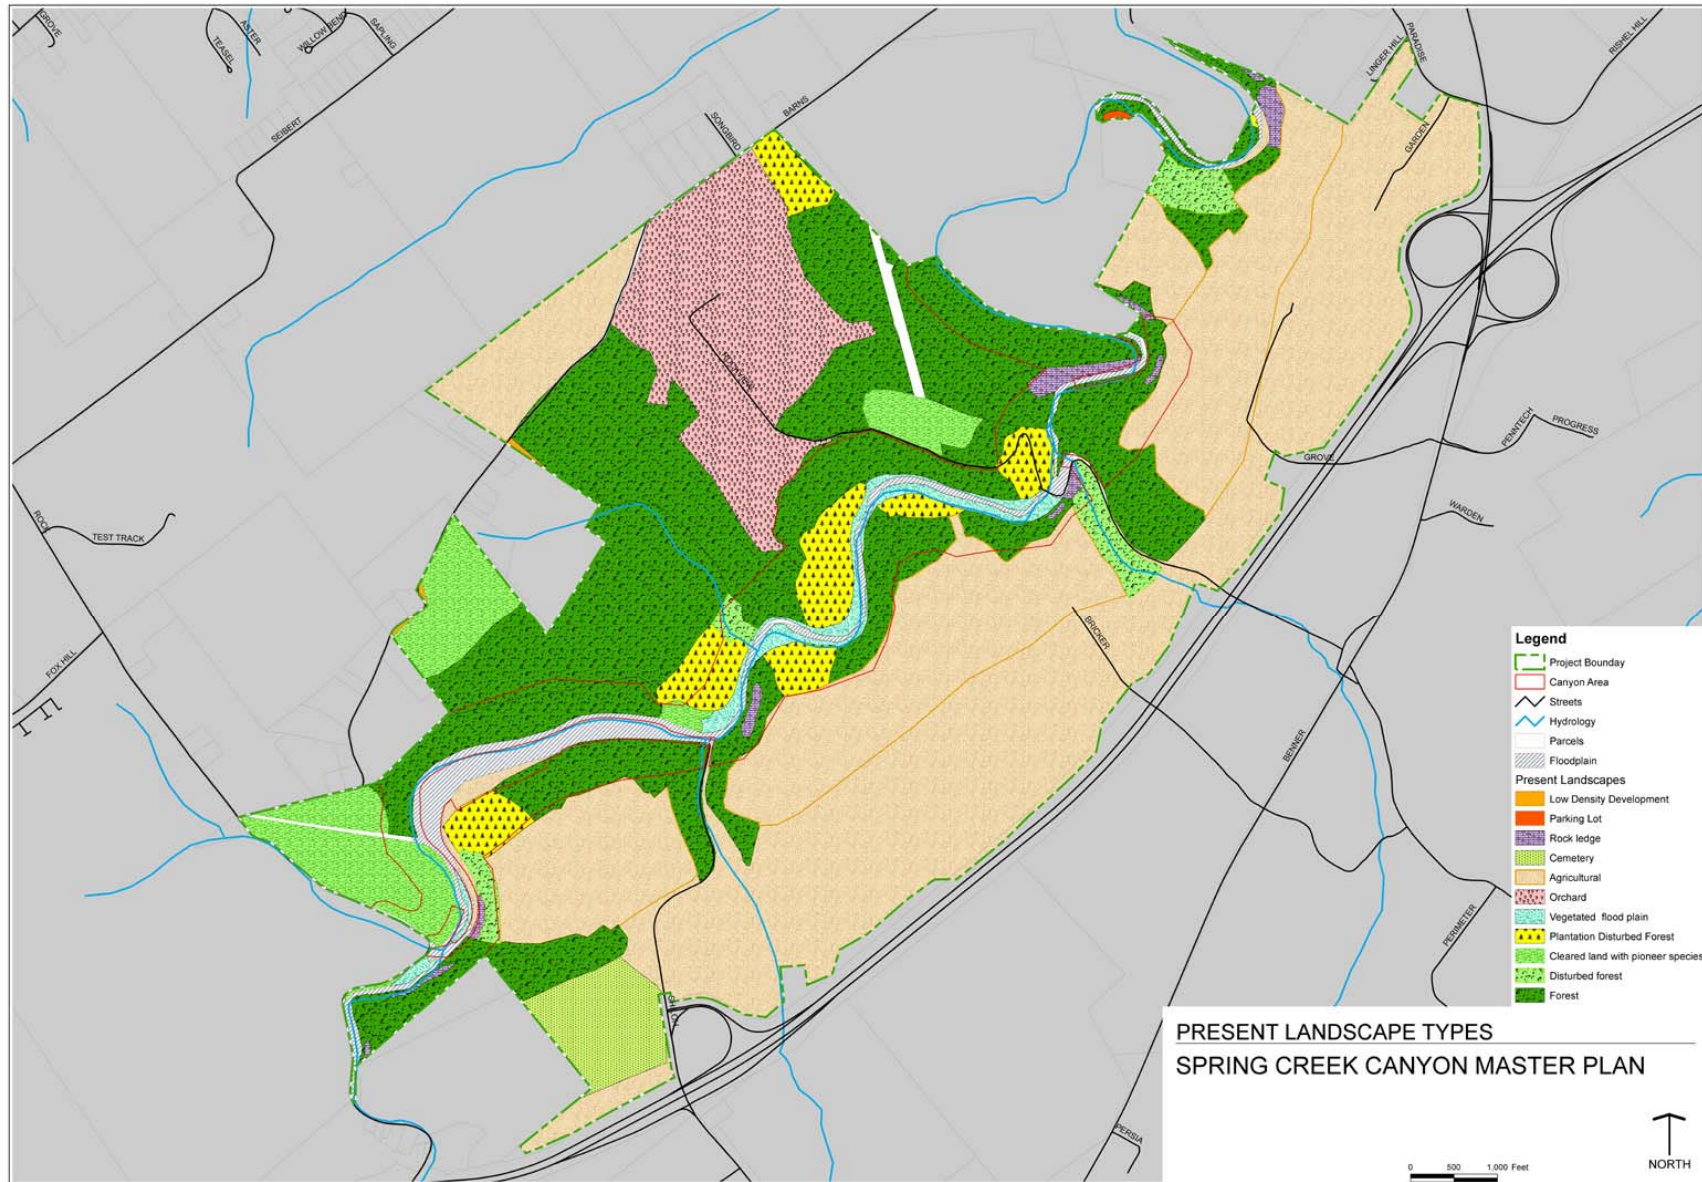 GROVE
ASTER
TEASEL
WILLOW BEND
SAPLING
SEIBERT
SONGBIRD
BARNS
LINGER HILL
PARADISE
RISHEL HILL
GARDEN
PENNTECH
PROGRESS
GROVE
WARDEN
ROCK
TEST TRACK
FOX HILL
BRICKER
BENNER
PERIMETER
PERSIA
Legend
Project Bounday
Canyon Area
Streets
Hydrology
Parcels
Floodplain
Present Landscapes
Low Density Development
Parking Lot
Rock ledge
Cemetery
Agricultural
Orchard
Vegetated flood plain
Plantation Disturbed Forest
Cleared land with pioneer species
Disturbed forest
Forest
PRESENT LANDSCAPE TYPES
SPRING CREEK CANYON MASTER PLAN
0 500 1,000 Feet
NORTH